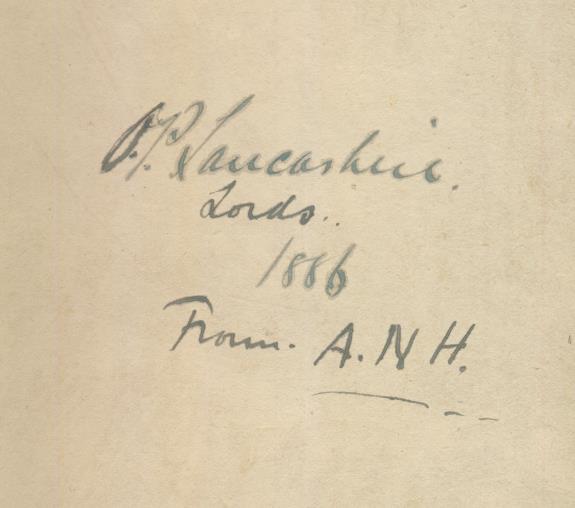 O.P. Lancashire.
Lords.
1886
From. A.N H.